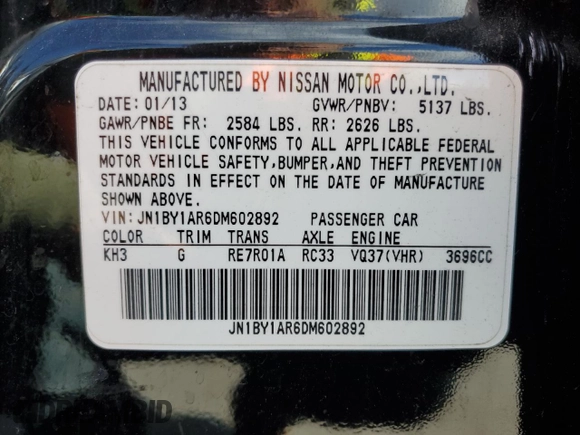 MANUFACTURED BY NISSAN MOTOR CO.,LTD.
DATE: 01/13 GVWR/PNBV: 5137 LBS.
GAWR/PNBE FR: 2584 LBS. RR: 2626 LBS.
THIS VEHICLE CONFORMS TO ALL APPLICABLE FEDERAL
MOTOR VEHICLE SAFETY,BUMPER,AND THEFT PREVENTION
STANDARDS IN EFFECT ON THE DATE OF MANUFACTURE
SHOWN ABOVE.
VIN: JN1BY1AR6DM602892 PASSENGER CAR
COLOR TRIM TRANS AXLE ENGINE
KH3 G RE7R01A RC33 VQ37(VHR) 3696CC
JN1BY1AR6DM602892